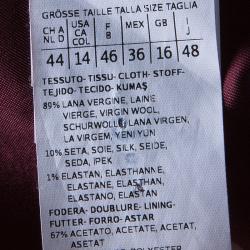 GRÖSSE TAILLE TALLA SIZE TAGLIA
CH A NL D USA CA COL F B MEX GB I J
44 14 46 36 16 48
TESSUTO-TISSU-CLOTH-STOFF-
TEJIDO-TECIDO-KUMAŞ
89% LANA VERGINE, LAINE
VIERGE, VIRGIN WOOL,
SCHURWOLLE, LANA VIRGEN,
LA VIRGEM, YENI YUN
10% SETA, SOIE, SILK, SEIDE,
SEDA, IPEK
1% ELASTAN, ELASTHANNE,
ELASTANE, ELASTHAN,
ELASTANO, ELASTAN
FODERA-DOUBLURE-LINING-
FUTTER-FORRO-ASTAR
67% ACETATO, ACETATE,
ACETAT
POLYESTER